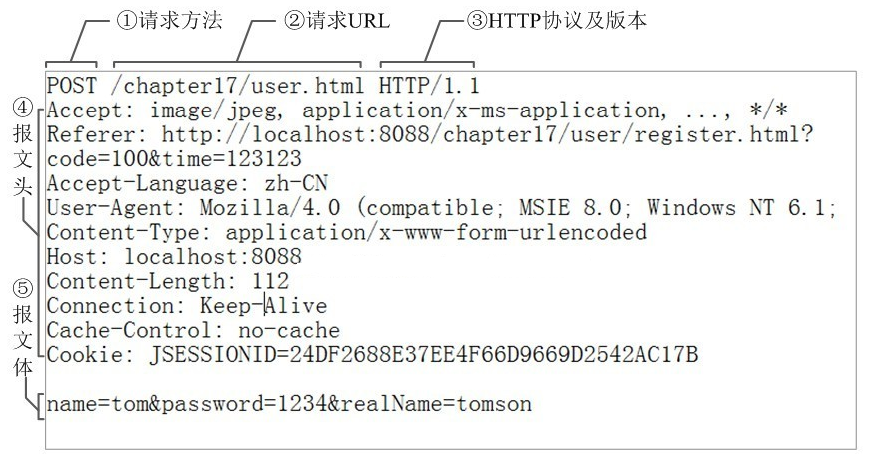 ①请求方法 ②请求URL ③HTTP协议及版本
POST /chapter17/user.html HTTP/1.1
④报文头
Accept: image/jpeg, application/x-ms-application, ..., */*
Referer: http://localhost:8088/chapter17/user/register.html?
code=100&time=123123
Accept-Language: zh-CN
User-Agent: Mozilla/4.0 (compatible; MSIE 8.0; Windows NT 6.1;
Content-Type: application/x-www-form-urlencoded
Host: localhost:8088
Content-Length: 112
Connection: Keep-Alive
Cache-Control: no-cache
Cookie: JSESSIONID=24DF2688E37EE4F66D9669D2542AC17B
⑤报文体
name=tom&password=1234&realName=tomson